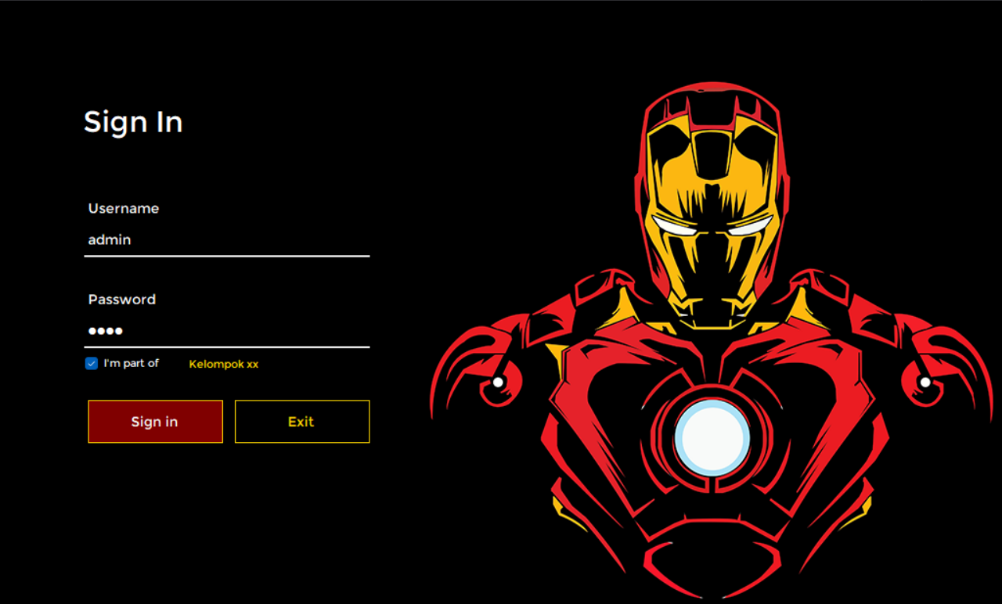 Sign In
Username
admin
Password
●●●●
I'm part of Kelompok xx
Sign in Exit